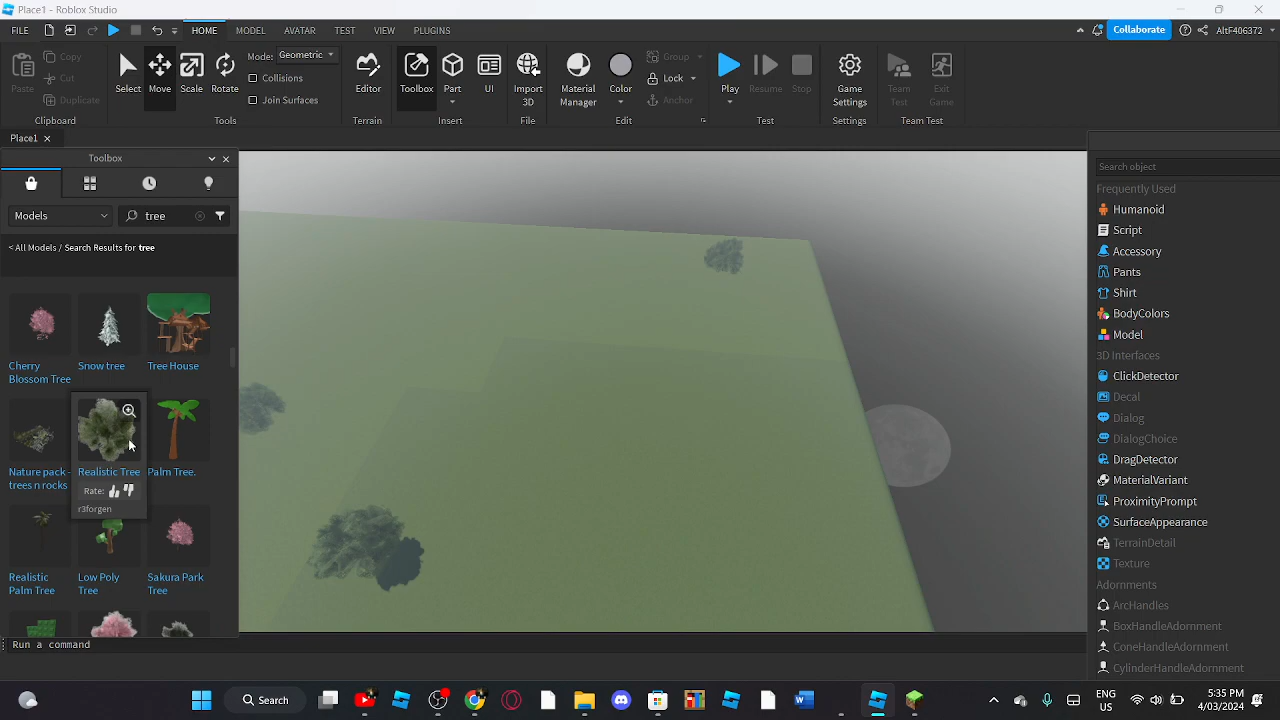 Place1 - Roblox Studio
FILE HOME MODEL AVATAR TEST VIEW PLUGINS Collaborate AtEF406372
Paste Copy Cut Duplicate
Select Move Scale Rotate
Mode: Geometric
Collisions
Join Surfaces
Editor Toolbox Part UI Import 3D Material Manager Color
Group
Lock
Anchor
Play Resume Stop Game Settings Team Test Exit Game
Clipboard Tools Terrain Insert File Edit Test Settings Team Test
Place1
Toolbox
Models tree
< All Models / Search Results for tree
Cherry Blossom Tree
Snow tree
Tree House
Nature pack - trees n rocks
Realistic Tree
Rate:
r3forgen
Palm Tree.
Realistic Palm Tree
Low Poly Tree
Sakura Park Tree
Search object
Frequently Used
Humanoid
Script
Accessory
Pants
Shirt
BodyColors
Model
3D Interfaces
ClickDetector
Decal
Dialog
DialogChoice
DragDetector
MaterialVariant
ProximityPrompt
SurfaceAppearance
TerrainDetail
Texture
Adornments
ArcHandles
BoxHandleAdornment
ConeHandleAdornment
CylinderHandleAdornment
Run a command
Search
ENG
US
5:35 PM
4/03/2024